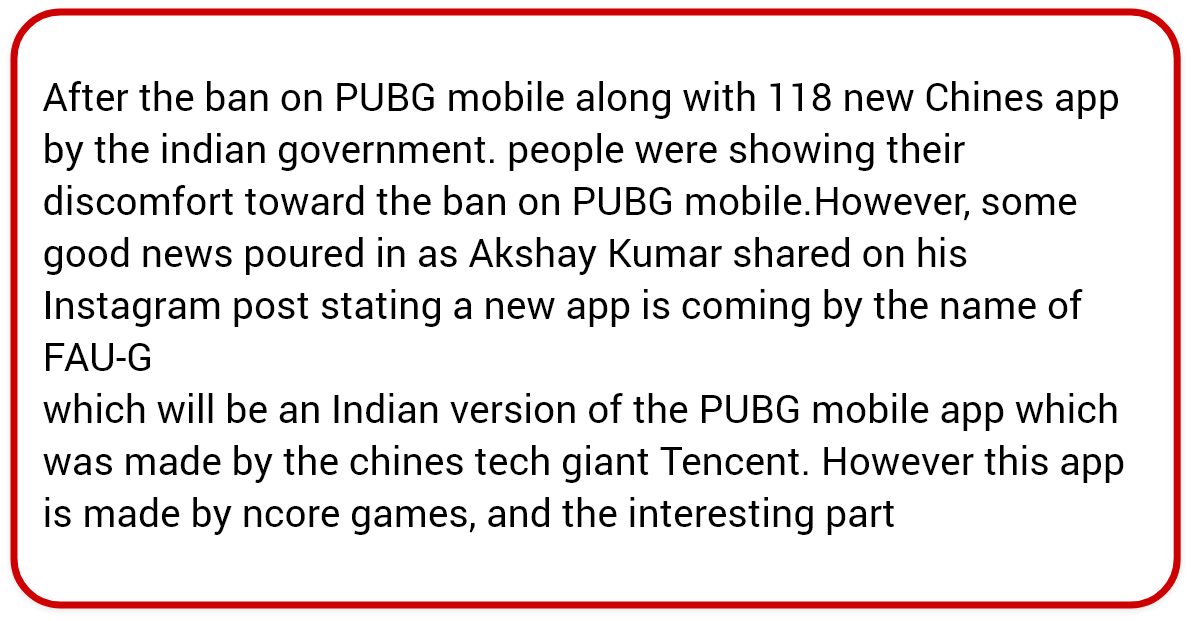 After the ban on PUBG mobile along with 118 new Chines app
by the indian government. people were showing their
discomfort toward the ban on PUBG mobile.However, some
good news poured in as Akshay Kumar shared on his
Instagram post stating a new app is coming by the name of
FAU-G
which will be an Indian version of the PUBG mobile app which
was made by the chines tech giant Tencent. However this app
is made by ncore games, and the interesting part